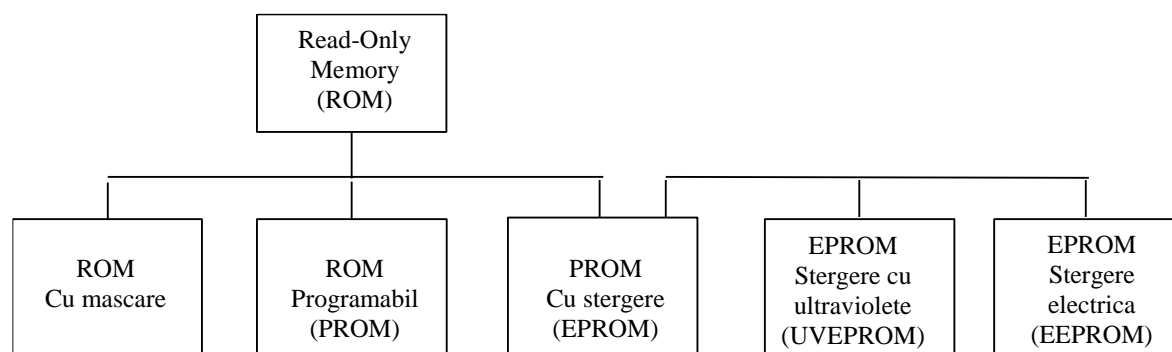 Read-Only
Memory
(ROM)
ROM
Cu mascare
ROM
Programabil
(PROM)
PROM
Cu stergere
(EPROM)
EPROM
Stergere cu
ultraviolete
(UVEPROM)
EPROM
Stergere
electrica
(EEPROM)